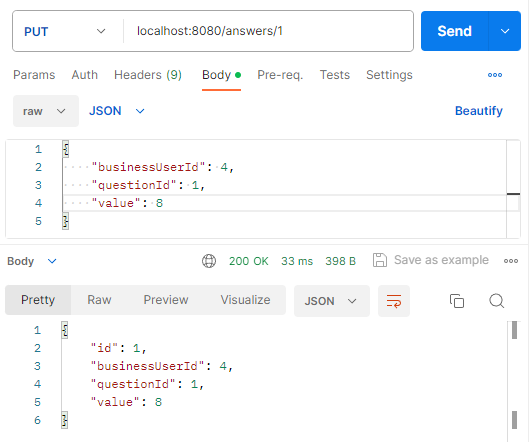 PUT localhost:8080/answers/1 Send
Params Auth Headers (9) Body Pre-req. Tests Settings
raw JSON Beautify
1 {
2 "businessUserId": 4,
3 "questionId": 1,
4 "value": 8
5 }
Body 200 OK 33 ms 398 B Save as example
Pretty Raw Preview Visualize JSON
1 {
2 "id": 1,
3 "businessUserId": 4,
4 "questionId": 1,
5 "value": 8
6 }